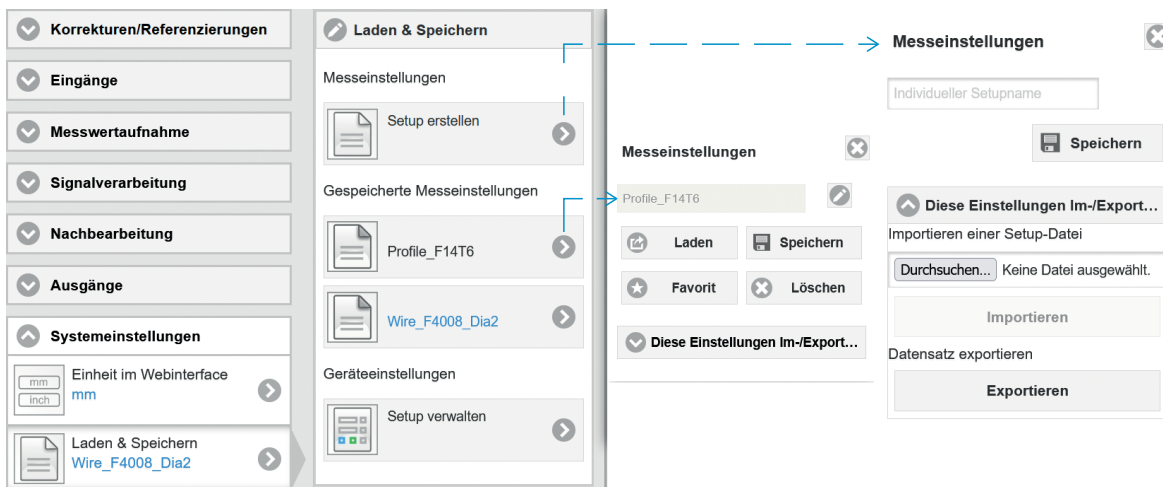 Korrekturen/Referenzierungen
Eingänge
Messwertaufnahme
Signalverarbeitung
Nachbearbeitung
Ausgänge
Systemeinstellungen
mm
inch
Einheit im Webinterface
mm
Laden & Speichern
Wire_F4008_Dia2
Laden & Speichern
Messeinstellungen
Setup erstellen
Gespeicherte Messeinstellungen
Profile_F14T6
Wire_F4008_Dia2
Geräteeinstellungen
Setup verwalten
Messeinstellungen
Profile_F14T6
Laden
Speichern
Favorit
Löschen
Diese Einstellungen Im-/Export...
Messeinstellungen
Individueller Setupname
Speichern
Diese Einstellungen Im-/Export...
Importieren einer Setup-Datei
Durchsuchen... Keine Datei ausgewählt.
Importieren
Datensatz exportieren
Exportieren